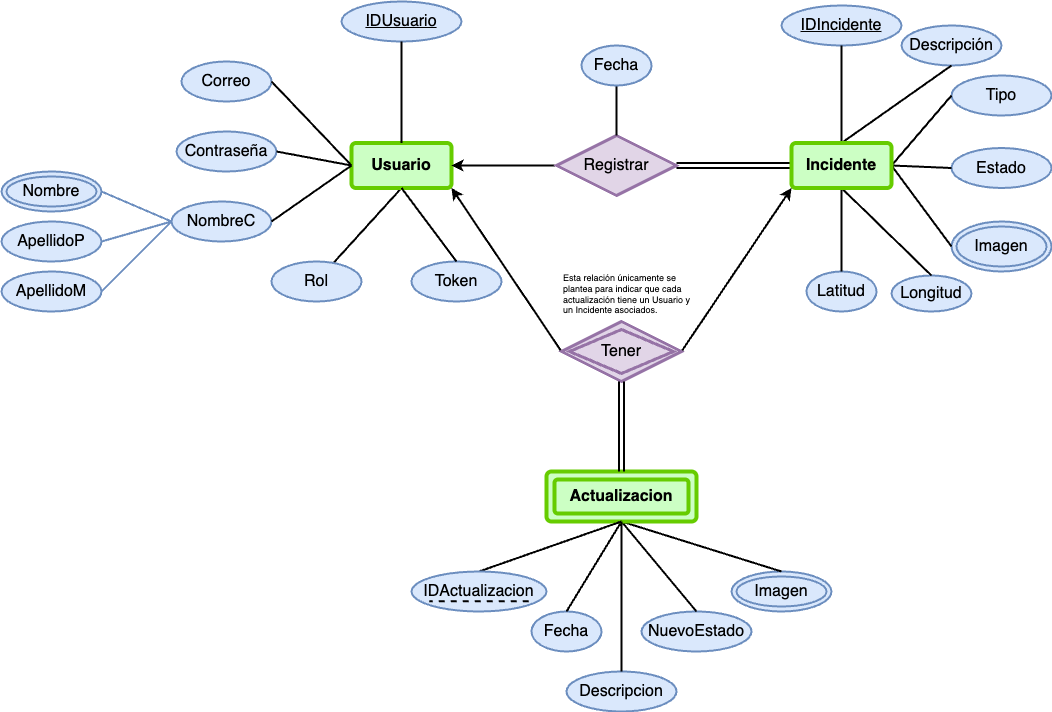 IDUsuario
IDIncidente
Descripción
Fecha
Correo
Tipo
Contraseña
Usuario
Registrar
Incidente
Estado
Nombre
NombreC
ApellidoP
Imagen
ApellidoM
Rol
Token
Latitud
Longitud
Esta relación únicamente se
plantea para indicar que cada
actualización tiene un Usuario y
un Incidente asociados.
Tener
Actualizacion
IDActualizacion
Imagen
Fecha
NuevoEstado
Descripcion